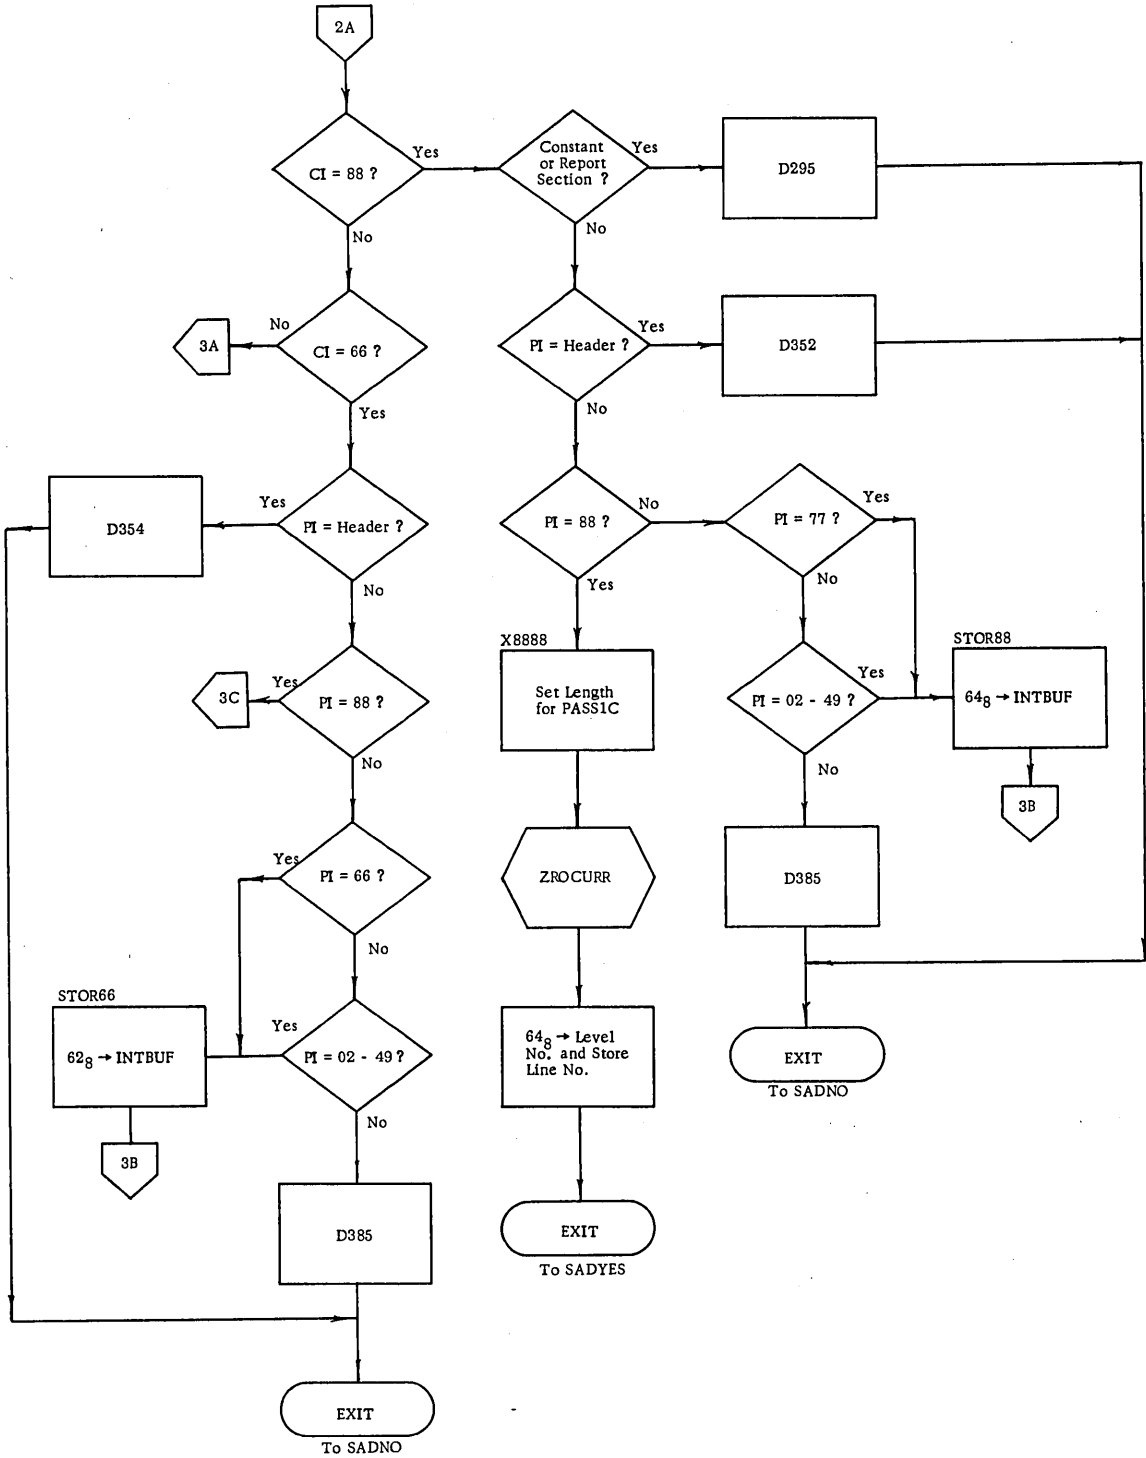 2A
CI = 88 ?
Yes
No
Constant
or Report
Section ?
Yes
No
D295
CI = 66 ?
No
Yes
3A
PI = Header ?
Yes
No
D352
PI = Header ?
Yes
No
D354
PI = 88 ?
No
Yes
PI = 77 ?
Yes
No
PI = 88 ?
Yes
No
3C
X8888
Set Length
for PASS1C
PI = 02 - 49 ?
Yes
No
STOR88
64₈ → INTBUF
3B
PI = 66 ?
Yes
No
ZROCURR
D385
STOR66
62₈ → INTBUF
3B
PI = 02 - 49 ?
Yes
No
64₈ → Level
No. and Store
Line No.
EXIT
To SADNO
D385
EXIT
To SADYES
EXIT
To SADNO